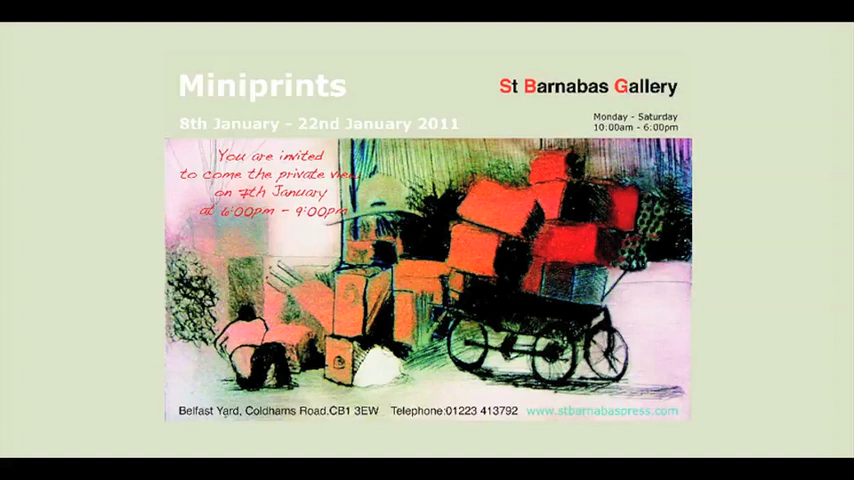 Miniprints
St Barnabas Gallery
8th January - 22nd January 2011
Monday - Saturday
10:00am - 6:00pm
You are invited
to come the private view
on 7th January
at 6:00pm - 9:00pm
Belfast Yard, Coldhams Road.CB1 3EW Telephone:01223 413792 www.stbarnabaspress.com